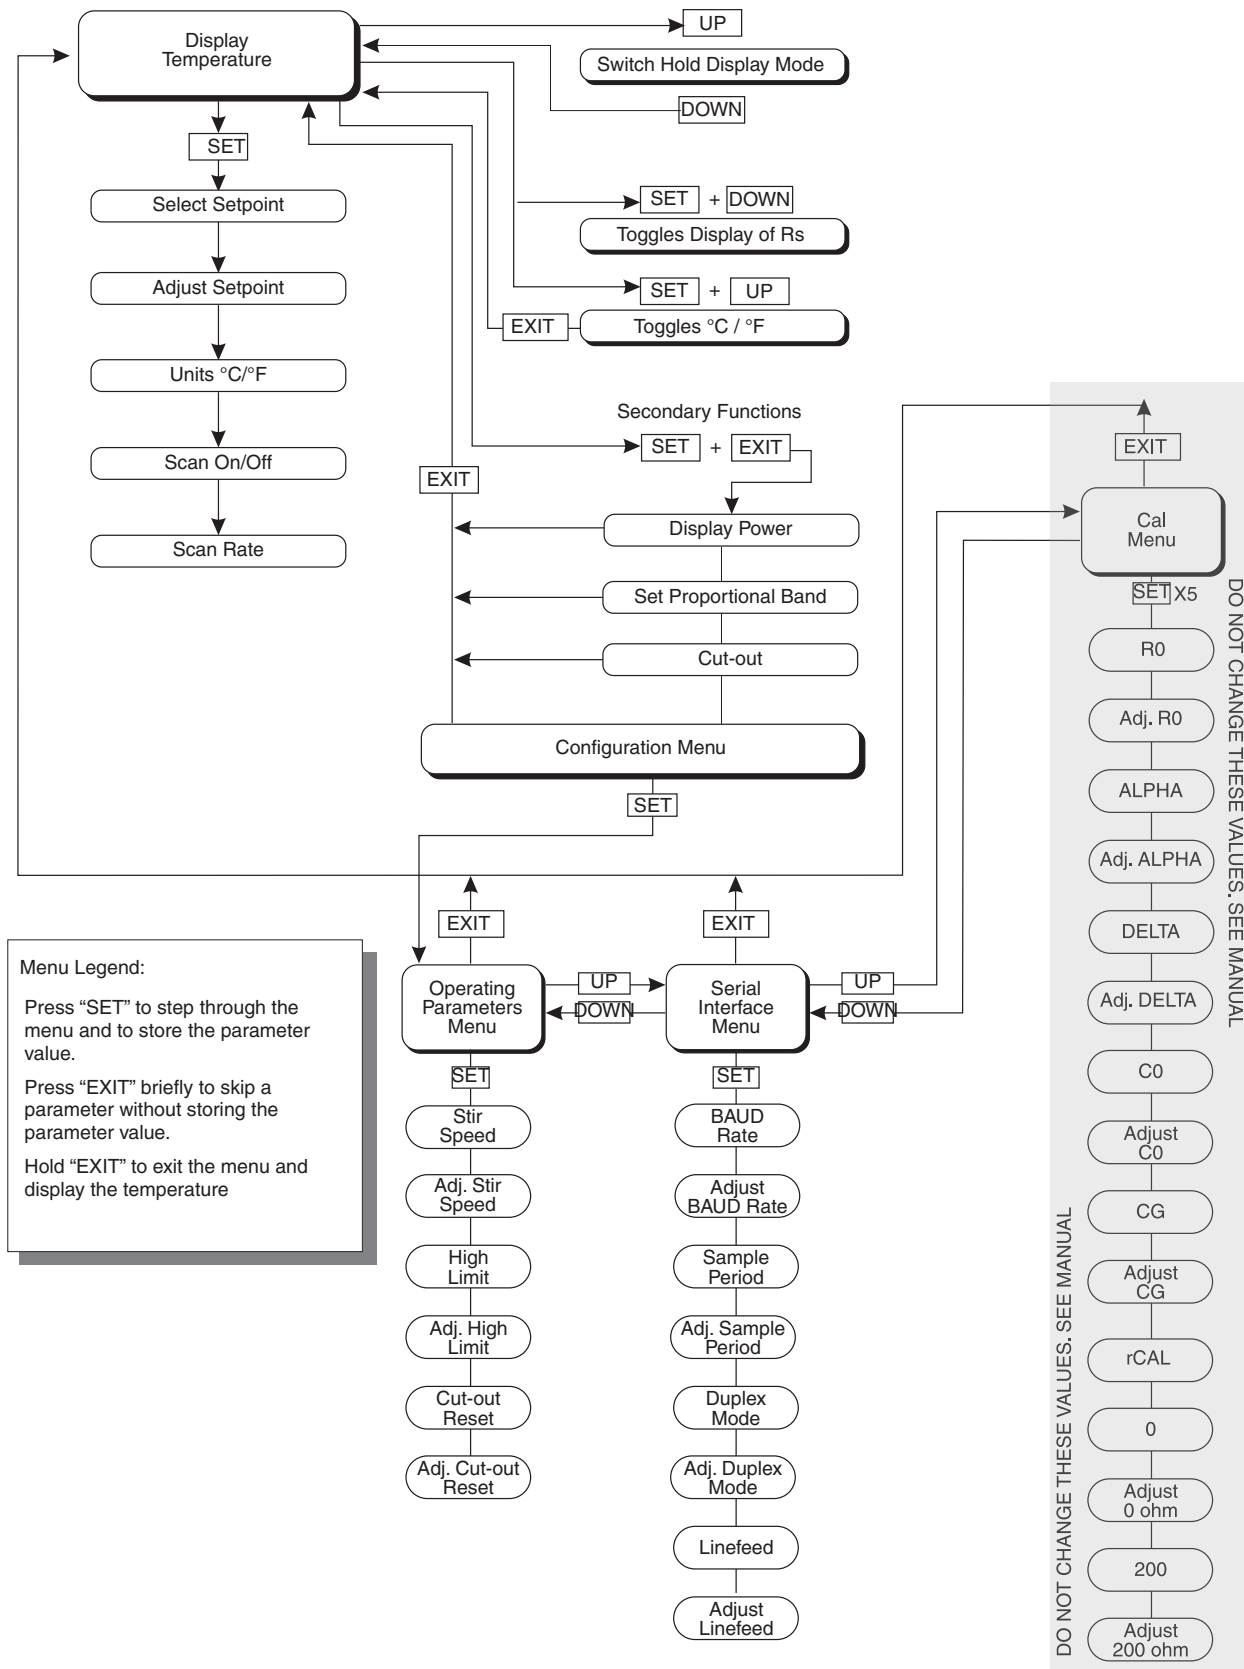 Display
Temperature
UP
Switch Hold Display Mode
DOWN
SET
Select Setpoint
Adjust Setpoint
Units °C/°F
Scan On/Off
Scan Rate
SET + DOWN
Toggles Display of Rs
SET + UP
EXIT
Toggles °C / °F
Secondary Functions
SET + EXIT
EXIT
Display Power
Set Proportional Band
Cut-out
Configuration Menu
SET
EXIT
Operating
Parameters
Menu
UP
DOWN
SET
Stir
Speed
Adj. Stir
Speed
High
Limit
Adj. High
Limit
Cut-out
Reset
Adj. Cut-out
Reset
EXIT
Serial
Interface
Menu
UP
DOWN
SET
BAUD
Rate
Adjust
BAUD Rate
Sample
Period
Adj. Sample
Period
Duplex
Mode
Adj. Duplex
Mode
Linefeed
Adjust
Linefeed
EXIT
Cal
Menu
SET X5
R0
Adj. R0
ALPHA
Adj. ALPHA
DELTA
Adj. DELTA
C0
Adjust
C0
CG
Adjust
CG
rCAL
0
Adjust
0 ohm
200
Adjust
200 ohm
DO NOT CHANGE THESE VALUES. SEE MANUAL
DO NOT CHANGE THESE VALUES. SEE MANUAL
Menu Legend:
Press “SET” to step through the
menu and to store the parameter
value.
Press “EXIT” briefly to skip a
parameter without storing the
parameter value.
Hold “EXIT” to exit the menu and
display the temperature